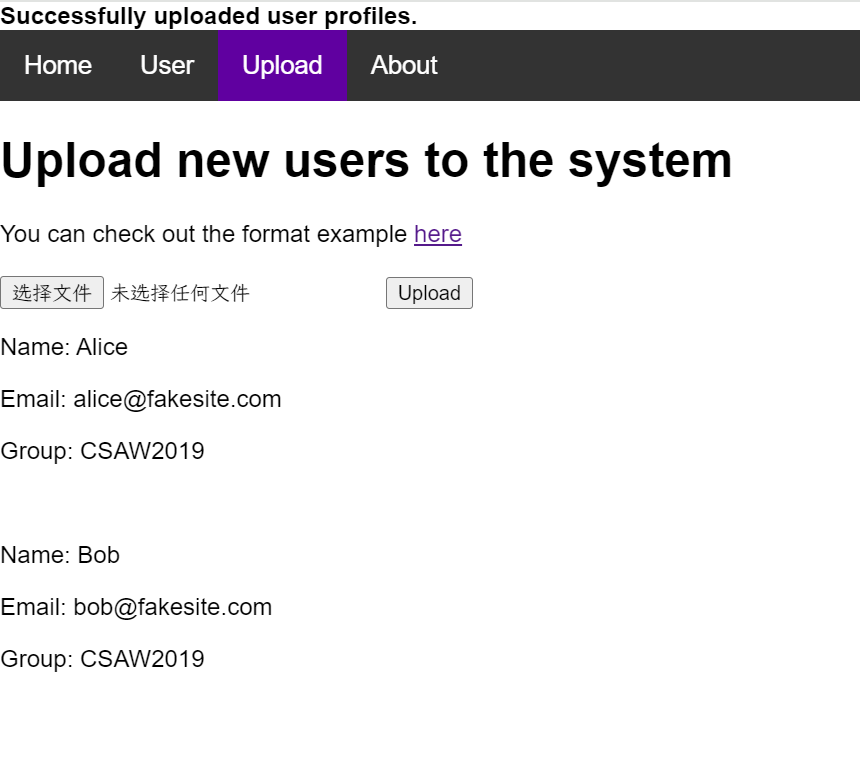 Successfully uploaded user profiles.
Home User Upload About
Upload new users to the system
You can check out the format example here
选择文件 未选择任何文件 Upload
Name: Alice
Email: alice@fakesite.com
Group: CSAW2019
Name: Bob
Email: bob@fakesite.com
Group: CSAW2019